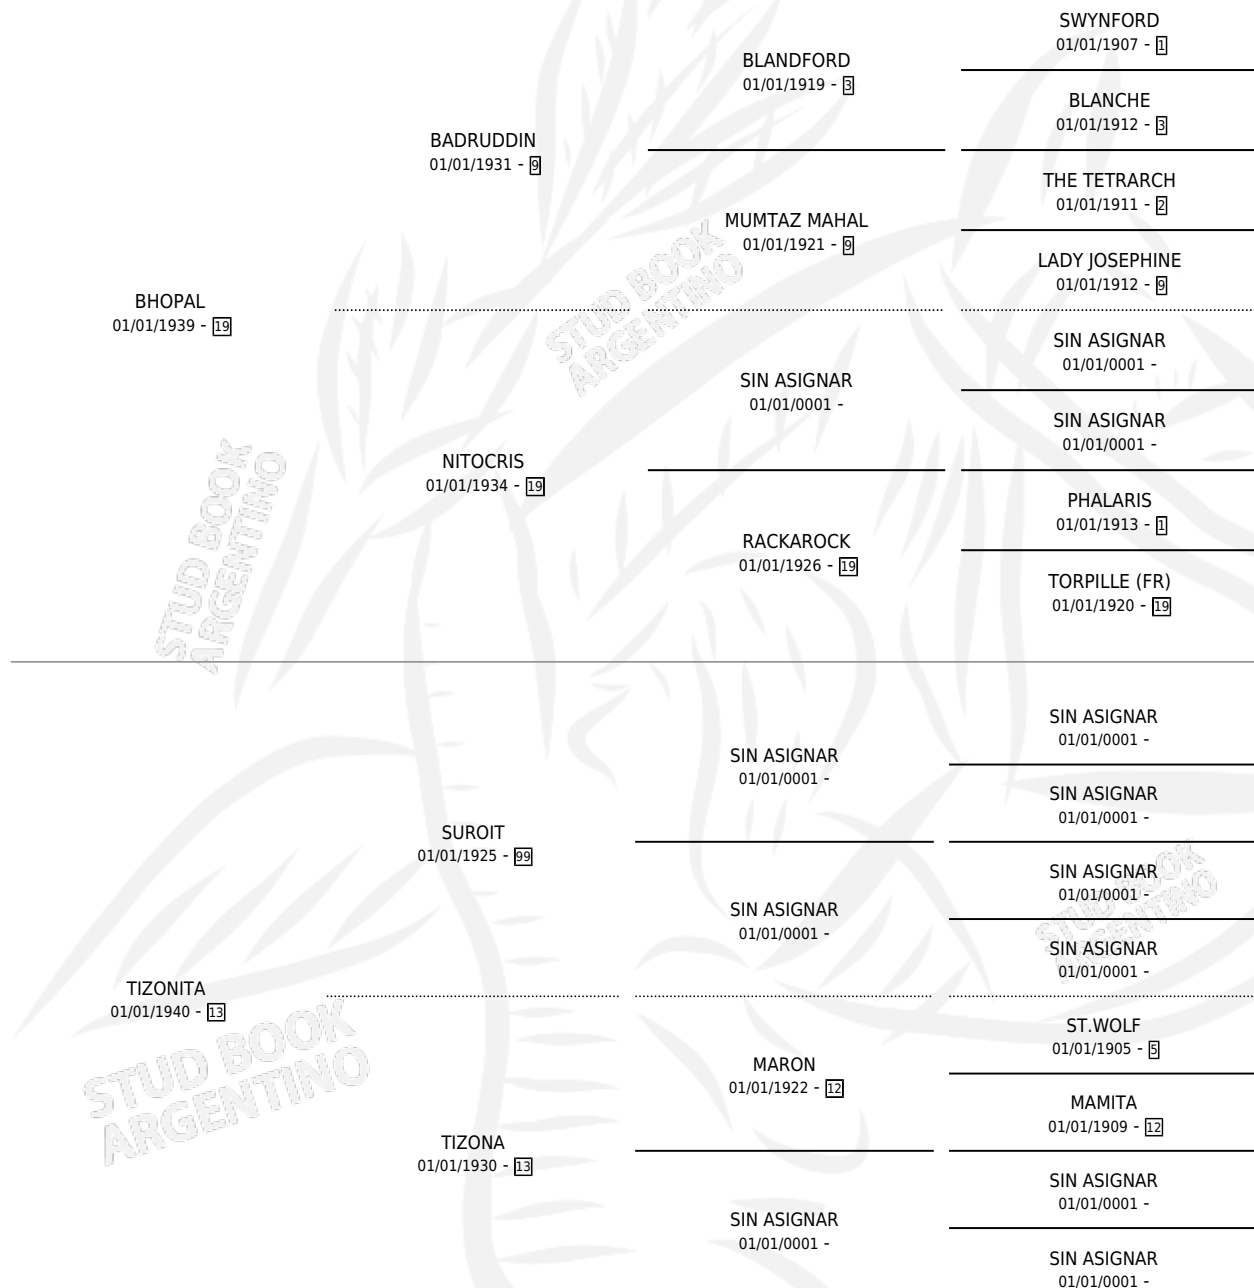 SWYNFORD
01/01/1907 - 1
BLANDFORD
01/01/1919 - 3
BLANCHE
01/01/1912 - 3
BADRUDDIN
01/01/1931 - 9
THE TETRARCH
01/01/1911 - 2
MUMTAZ MAHAL
01/01/1921 - 9
LADY JOSEPHINE
01/01/1912 - 9
BHOPAL
01/01/1939 - 19
SIN ASIGNAR
01/01/0001 -
SIN ASIGNAR
01/01/0001 -
SIN ASIGNAR
01/01/0001 -
NITOCRIS
01/01/1934 - 19
PHALARIS
01/01/1913 - 1
RACKAROCK
01/01/1926 - 19
TORPILLE (FR)
01/01/1920 - 19
SIN ASIGNAR
01/01/0001 -
SIN ASIGNAR
01/01/0001 -
SIN ASIGNAR
01/01/0001 -
SUROIT
01/01/1925 - 99
SIN ASIGNAR
01/01/0001 -
SIN ASIGNAR
01/01/0001 -
SIN ASIGNAR
01/01/0001 -
TIZONITA
01/01/1940 - 13
ST.WOLF
01/01/1905 - 5
MARON
01/01/1922 - 12
MAMITA
01/01/1909 - 12
TIZONA
01/01/1930 - 13
SIN ASIGNAR
01/01/0001 -
SIN ASIGNAR
01/01/0001 -
SIN ASIGNAR
01/01/0001 -
STUD BOOK
ARGENTINO
STUD BOOK
ARGENTINO
STUD BOOK
ARGENTINO
STUD BOOK
ARGENTINO